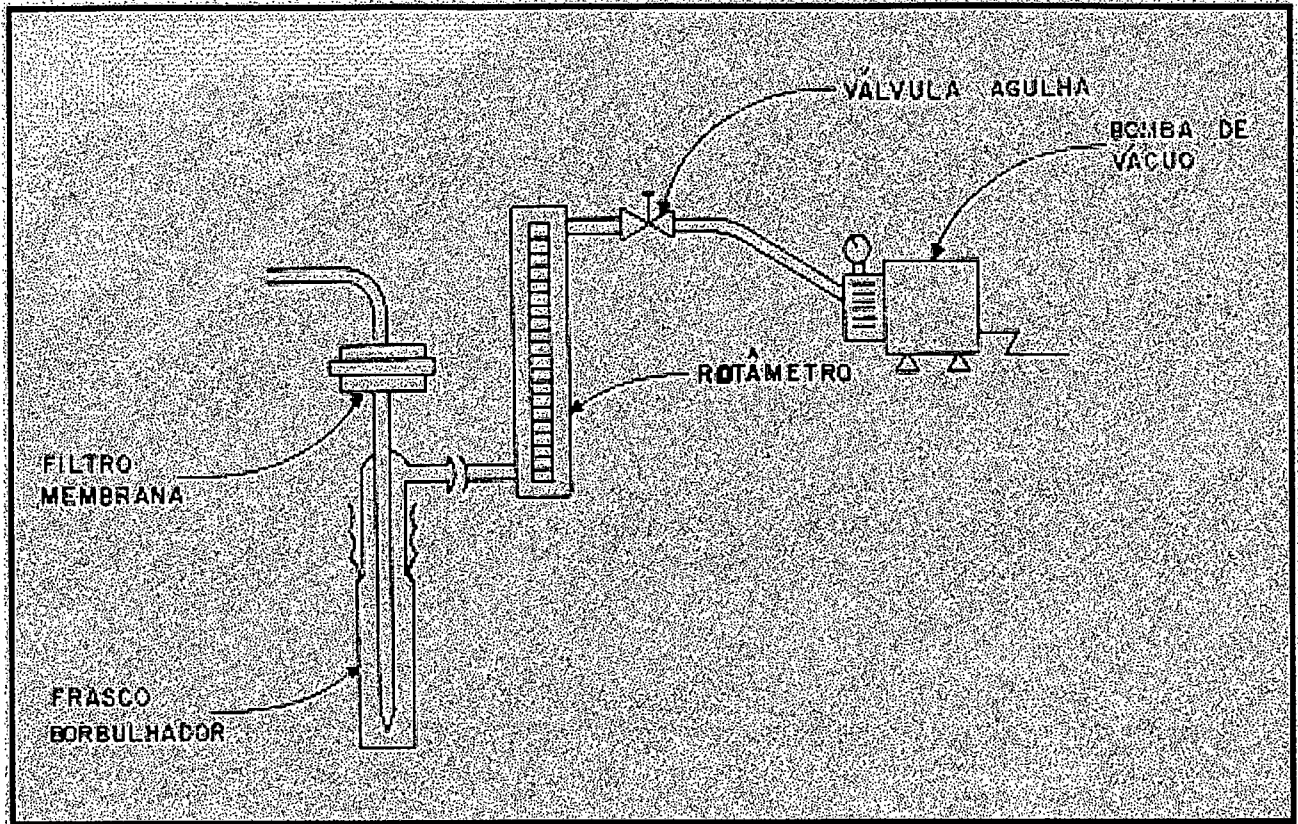 VÁLVULA AGULHA
BOMBA DE
VÁCUO
ROTÂMETRO
FILTRO
MEMBRANA
FRASCO
BORBULHADOR